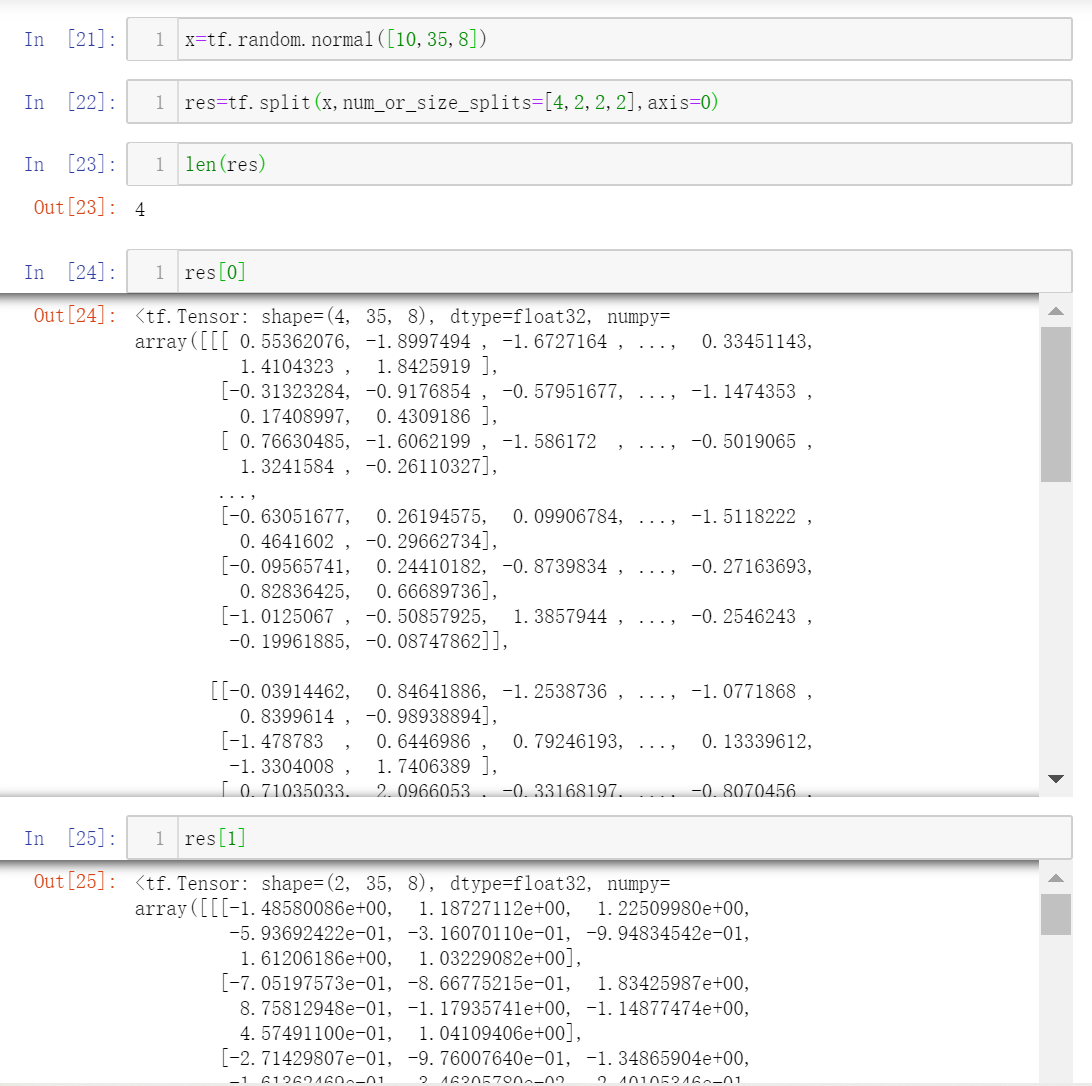 In [21]: 1 x=tf.random.normal([10,35,8])
In [22]: 1 res=tf.split(x,num_or_size_splits=[4,2,2,2],axis=0)
In [23]: 1 len(res)
Out[23]: 4
In [24]: 1 res[0]
Out[24]: <tf.Tensor: shape=(4, 35, 8), dtype=float32, numpy=
array([[[ 0.55362076, -1.8997494 , -1.6727164 , ..., 0.33451143,
1.4104323 , 1.8425919 ],
[-0.31323284, -0.9176854 , -0.57951677, ..., -1.1474353 ,
0.17408997, 0.4309186 ],
[ 0.76630485, -1.6062199 , -1.586172 , ..., -0.5019065 ,
1.3241584 , -0.26110327],
...,
[-0.63051677, 0.26194575, 0.09906784, ..., -1.5118222 ,
0.4641602 , -0.29662734],
[-0.09565741, 0.24410182, -0.8739834 , ..., -0.27163693,
0.82836425, 0.66689736],
[-1.0125067 , -0.50857925, 1.3857944 , ..., -0.2546243 ,
-0.19961885, -0.08747862]],
[[-0.03914462, 0.84641886, -1.2538736 , ..., -1.0771868 ,
0.8399614 , -0.98938894],
[-1.478783 , 0.6446986 , 0.79246193, ..., 0.13339612,
-1.3304008 , 1.7406389 ],
[ 0.71035033, 2.0966053 , -0.33168197, ..., -0.8070456 ,
In [25]: 1 res[1]
Out[25]: <tf.Tensor: shape=(2, 35, 8), dtype=float32, numpy=
array([[[-1.48580086e+00, 1.18727112e+00, 1.22509980e+00,
-5.93692422e-01, -3.16070110e-01, -9.94834542e-01,
1.61206186e+00, 1.03229082e+00],
[-7.05197573e-01, -8.66775215e-01, 1.83425987e+00,
8.75812948e-01, -1.17935741e+00, -1.14877474e+00,
4.57491100e-01, 1.04109406e+00],
[-2.71429807e-01, -9.76007640e-01, -1.34865904e+00,